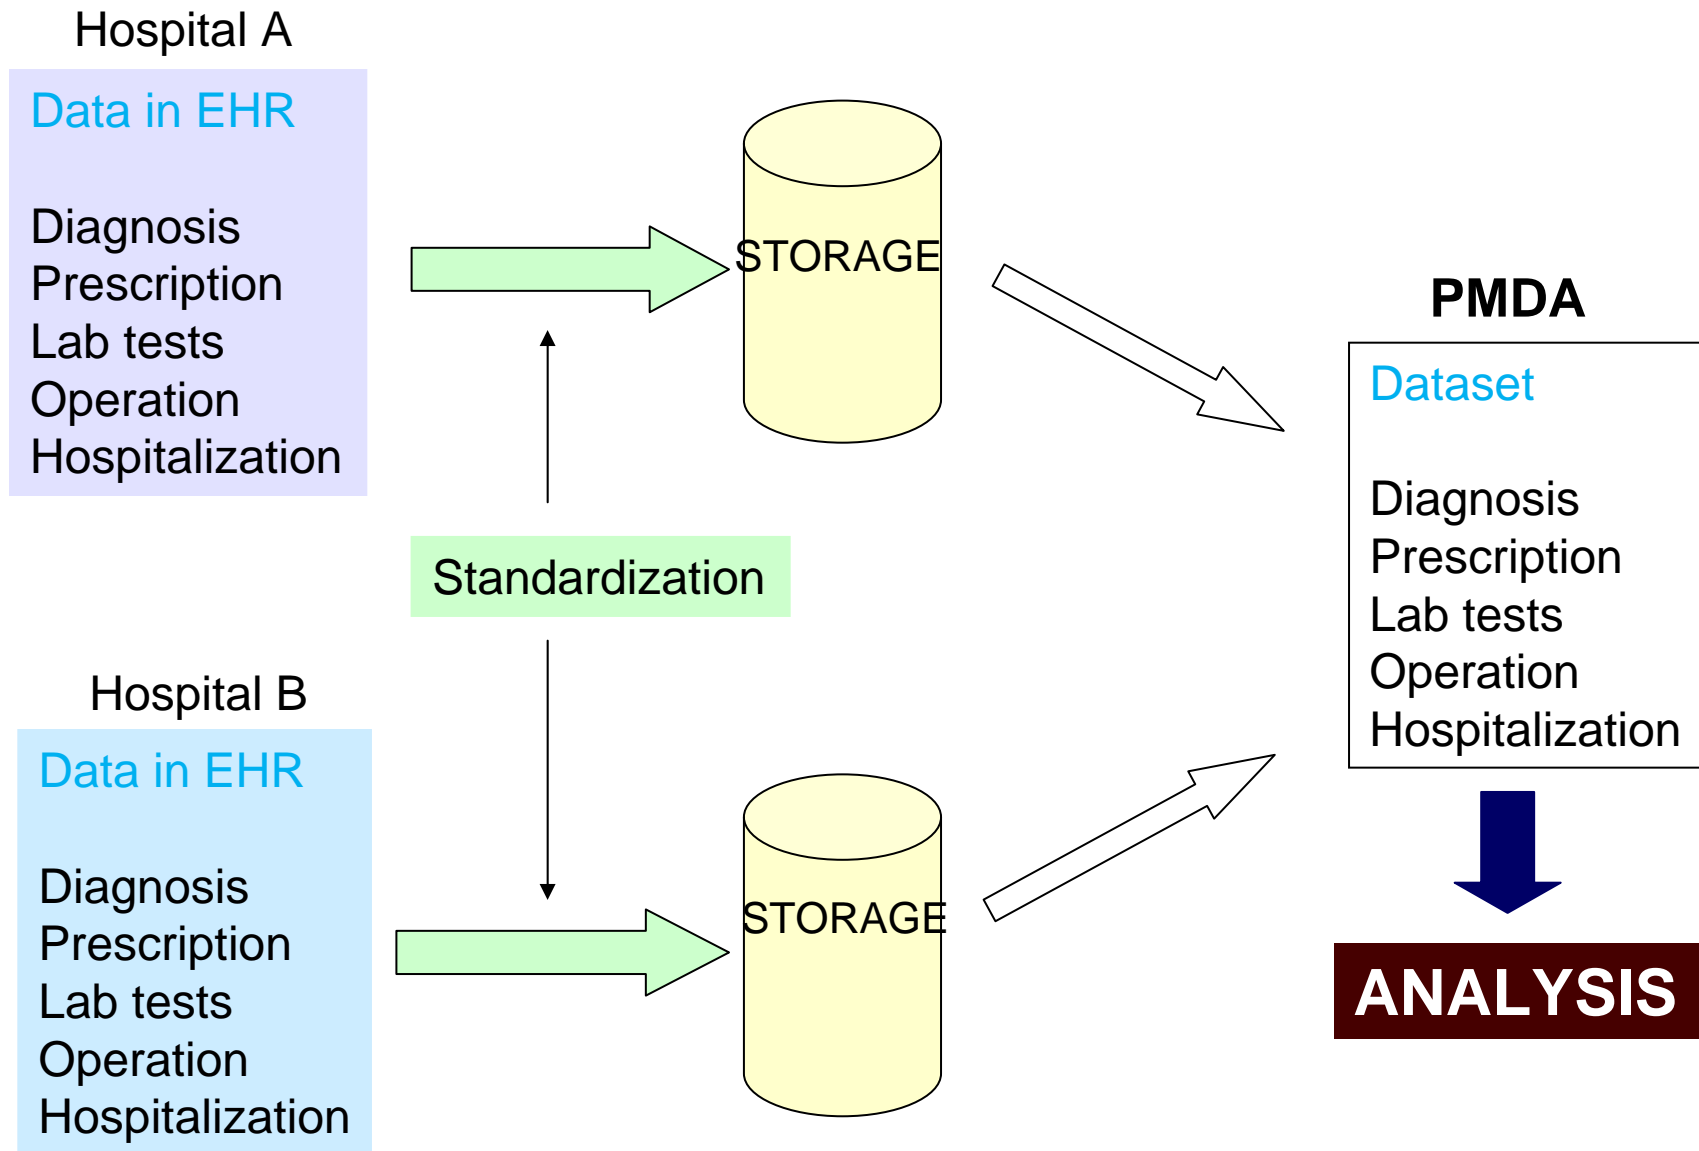 Hospital A
Data in EHR
Diagnosis
Prescription
Lab tests
Operation
Hospitalization
STORAGE
Standardization
Hospital B
Data in EHR
Diagnosis
Prescription
Lab tests
Operation
Hospitalization
STORAGE
PMDA
Dataset
Diagnosis
Prescription
Lab tests
Operation
Hospitalization
ANALYSIS